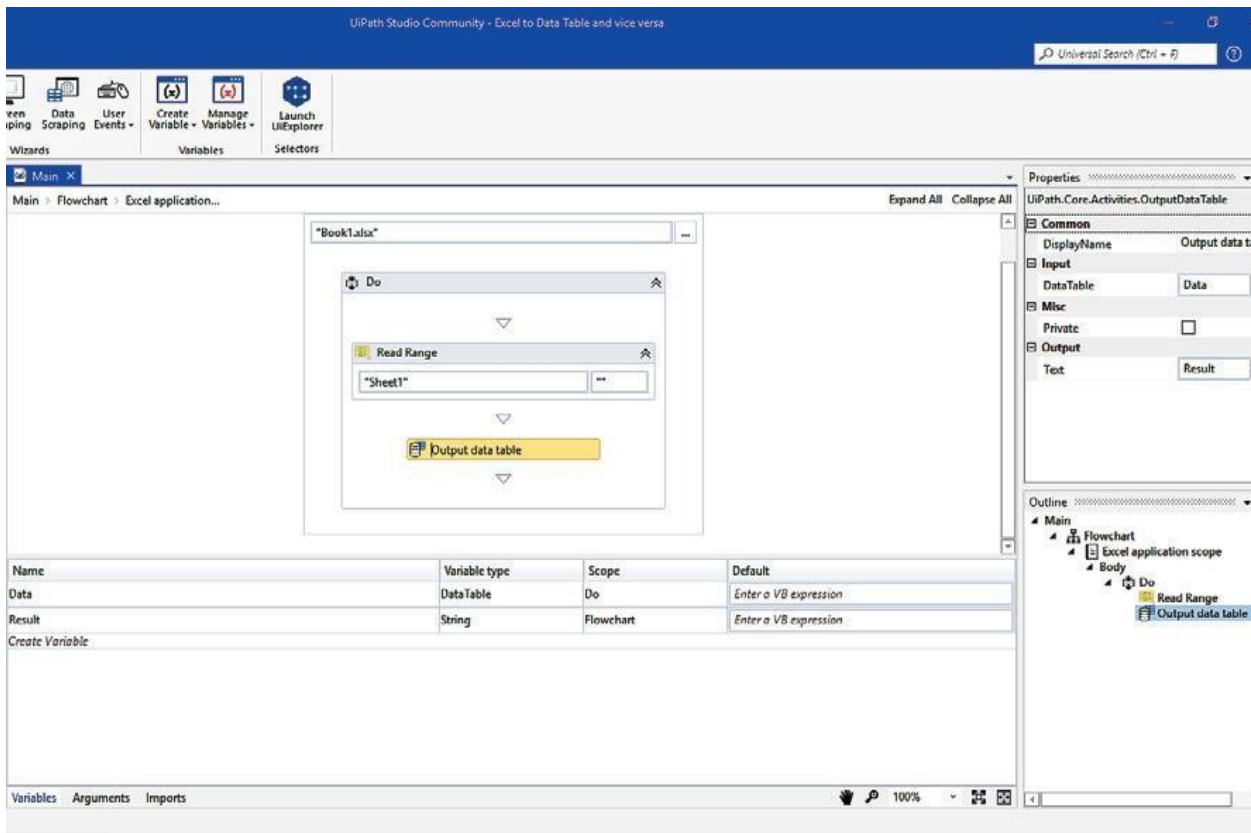 UiPath Studio Community - Excel to Data Table and vice versa
Universal Search (Ctrl + F)
Data Scraping
User Events
Create Variable
Manage Variables
Launch UiExplorer
Wizards
Variables
Selectors
Main
Main > Flowchart > Excel application...
Expand All Collapse All
"Book1.xlsx"
...
Do
Read Range
"Sheet1"
""
Output data table
Properties
UiPath.Core.Activities.OutputDataTable
Common
DisplayName Output data t
Input
DataTable Data
Misc
Private
Output
Text Result
Outline
Main
Flowchart
Excel application scope
Body
Do
Read Range
Output data table
Name Variable type Scope Default
Data DataTable Do Enter a VB expression
Result String Flowchart Enter a VB expression
Create Variable
Variables Arguments Imports
100%